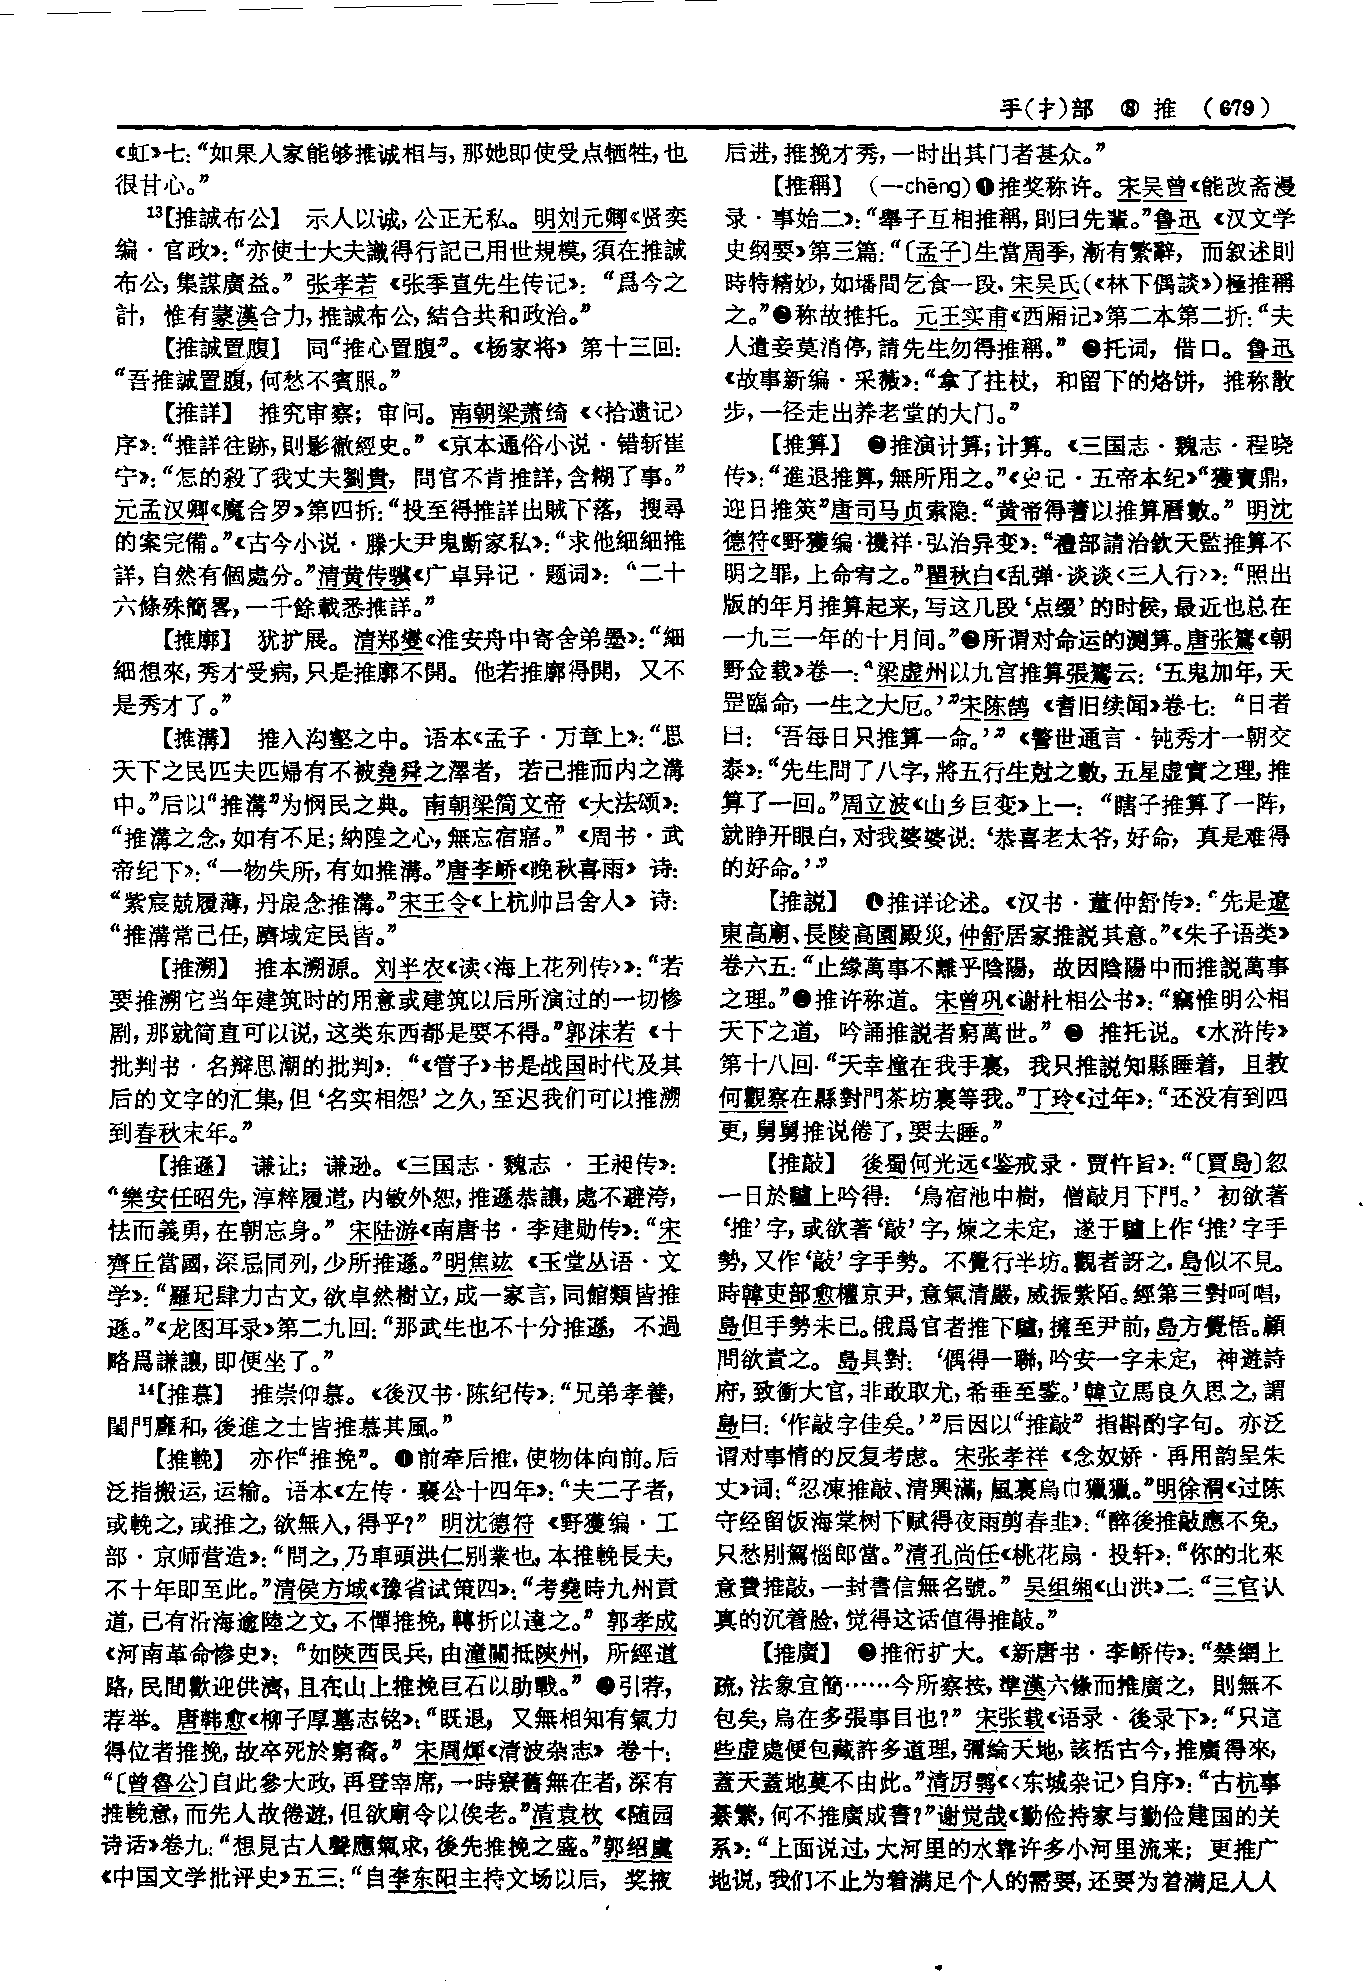 手(扌)部 ⑧ 推 (679)
《虹》七：“如果人家能够推诚相与，那她即使受点牺牲，也
很甘心。”
13【推誠布公】 示人以诚，公正无私。明刘元卿《贤奕
编·官政》：“亦使士大夫識得行記己用世規模，須在推誠
布公，集謀廣益。” 张孝若《张季直先生传记》：“爲今之
計，惟有蒙漢合力，推誠布公，結合共和政治。”
【推誠置腹】 同“推心置腹”。《杨家将》第十三回：
“吾推誠置腹，何愁不賓服。”
【推詳】 推究审察；审问。南朝梁萧绮《〈拾遗记〉
序》：“推詳往跡，則影徹經史。”《京本通俗小说·错斩崔
宁》：“怎的殺了我丈夫劉貴，問官不肯推詳，含糊了事。”
元孟汉卿《魔合罗》第四折：“投至得推詳出賊下落，搜尋
的案完備。”《古今小说·滕大尹鬼断家私》：“求他細細推
詳，自然有個處分。”清黄传骥《广卓异记·题词》：“二十
六條殊簡畧，一千餘載悉推詳。”
【推廓】 犹扩展。清郑燮《淮安舟中寄舍弟墨》：“細
細想來，秀才受病，只是推廓不開。他若推廓得開，又不
是秀才了。”
【推溝】 推入沟壑之中。语本《孟子·万章上》：“思
天下之民匹夫匹婦有不被堯舜之澤者，若己推而内之溝
中。”后以“推溝”为悯民之典。南朝梁简文帝《大法颂》：
“推溝之念，如有不足；納隍之心，無忘宿寤。”《周书·武
帝纪下》：“一物失所，有如推溝。”唐李峤《晚秋喜雨》诗：
“紫宸兢履薄，丹扆念推溝。”宋王令《上杭帅吕舍人》诗：
“推溝常己任，躋域定民皆。”
【推溯】 推本溯源。刘半农《读〈海上花列传〉》：“若
要推溯它当年建筑时的用意或建筑以后所演过的一切惨
剧，那就简直可以说，这类东西都是要不得。”郭沫若《十
批判书·名辩思潮的批判》：“《管子》书是战国时代及其
后的文字的汇集，但‘名实相怨’之久，至迟我们可以推溯
到春秋末年。”
【推遜】 谦让；谦逊。《三国志·魏志·王昶传》：
“樂安任昭先，淳粹履道，内敏外恕，推遜恭讓，處不避洿，
怯而義勇，在朝忘身。” 宋陆游《南唐书·李建勋传》：“宋
齊丘當國，深忌同列，少所推遜。”明焦竑《玉堂丛语·文
学》：“羅玘肆力古文，欲卓然樹立，成一家言，同館類皆推
遜。”《龙图耳录》第二九回：“那武生也不十分推遜，不過
略爲謙讓，即便坐了。”
14【推慕】 推崇仰慕。《後汉书·陈纪传》：“兄弟孝養，
閨門雝和，後進之士皆推慕其風。”
【推輓】 亦作“推挽”。❶前牵后推，使物体向前。后
泛指搬运，运输。语本《左传·襄公十四年》：“夫二子者，
或輓之，或推之，欲無入，得乎？” 明沈德符《野獲编·工
部·京师营造》：“問之，乃車頭洪仁别業也，本推輓長夫，
不十年即至此。”清侯方域《豫省试策四》：“考堯時九州貢
道，已有沿海逾陸之文，不憚推挽，轉折以達之。” 郭孝成
《河南革命惨史》：“如陝西民兵，由潼關抵陝州，所經道
路，民間歡迎供濟，且在山上推挽巨石以助戰。” ❷引荐，
荐举。唐韩愈《柳子厚墓志铭》：“既退，又無相知有氣力
得位者推挽，故卒死於窮裔。” 宋周煇《清波杂志》卷十：
“〔曾魯公〕自此參大政，再登宰席，一時寮舊無在者，深有
推輓意，而先人故倦遊，但欲廟令以俟老。”清袁枚《随园
诗话》卷九：“想見古人聲應氣求，後先推挽之盛。”郭绍虞
《中国文学批评史》五三：“自李东阳主持文场以后，奖掖
后进，推挽才秀，一时出其门者甚众。”
【推稱】 (—chēng)❶推奖称许。宋吴曾《能改斋漫
录·事始二》：“舉子互相推稱，則曰先輩。”鲁迅《汉文学
史纲要》第三篇：“〔孟子〕生當周季，漸有繁辭，而叙述則
時特精妙，如墦間乞食一段，宋吴氏(《林下偶談》)極推稱
之。”❷称故推托。元王实甫《西厢记》第二本第二折：“夫
人遣妾莫消停，請先生勿得推稱。” ❸托词，借口。鲁迅
《故事新编·采薇》：“拿了拄杖，和留下的烙饼，推称散
步，一径走出养老堂的大门。”
【推算】 ❶推演计算；计算。《三国志·魏志·程晓
传》：“進退推算，無所用之。”《史记·五帝本纪》“獲寶鼎，
迎日推筴”唐司马贞索隐：“黄帝得蓍以推算曆數。” 明沈
德符《野獲编·禨祥·弘治异变》：“禮部請治欽天監推算不
明之罪，上命宥之。”瞿秋白《乱弹·谈谈〈三人行〉》：“照出
版的年月推算起来，写这几段‘点缀’的时候，最近也总在
一九三一年的十月间。”❷所谓对命运的测算。唐张鷟《朝
野佥载》卷一：“梁虚州以九宫推算張鷟云：‘五鬼加年，天
罡臨命，一生之大厄。’”宋陈鹄《耆旧续闻》卷七：“日者
曰：‘吾每日只推算一命。’”《警世通言·钝秀才一朝交
泰》：“先生問了八字，將五行生尅之數，五星虚實之理，推
算了一回。”周立波《山乡巨变》上一：“瞎子推算了一阵，
就睁开眼白，对我婆婆说：‘恭喜老太爷，好命，真是难得
的好命。’”
【推説】 ❶推详论述。《汉书·董仲舒传》：“先是遼
東高廟、長陵高園殿災，仲舒居家推説其意。”《朱子语类》
卷六五：“止緣萬事不離乎陰陽，故因陰陽中而推説萬事
之理。”❷推许称道。宋曾巩《谢杜相公书》：“竊惟明公相
天下之道，吟誦推説者窮萬世。” ❸ 推托说。《水浒传》
第十八回：“天幸撞在我手裏，我只推説知縣睡着，且教
何觀察在縣對門茶坊裏等我。”丁玲《过年》：“还没有到四
更，舅舅推说倦了，要去睡。”
【推敲】 後蜀何光远《鉴戒录·贾忤旨》：“〔賈島〕忽
一日於驢上吟得：‘鳥宿池中樹，僧敲月下門。’初欲著
‘推’字，或欲著‘敲’字，煉之未定，遂于驢上作‘推’字手
勢，又作‘敲’字手勢。不覺行半坊。觀者訝之，島似不見。
時韓吏部愈權京尹，意氣清嚴，威振紫陌。經第三對呵唱，
島但手勢未已。俄爲官者推下驢，擁至尹前，島方覺悟。顧
問欲責之。島具對：‘偶得一聯，吟安一字未定，神遊詩
府，致衝大官，非敢取尤，希垂至鑒。’韓立馬良久思之，謂
島曰：‘作敲字佳矣。’”后因以“推敲”指斟酌字句。亦泛
谓对事情的反复考虑。宋张孝祥《念奴娇·再用韵呈朱
丈》词：“忍凍推敲、清興滿，風裏烏巾獵獵。”明徐渭《过陈
守经留饭海棠树下赋得夜雨剪春韭》：“醉後推敲應不免，
只愁别駕惱郎當。”清孔尚任《桃花扇·投轩》：“你的北來
意費推敲，一封書信無名號。” 吴组缃《山洪》二：“三官认
真的沉着脸，觉得这话值得推敲。”
【推廣】 ❶推衍扩大。《新唐书·李峤传》：“禁網上
疏，法象宜簡……今所察按，準漢六條而推廣之，則無不
包矣，烏在多張事目也？” 宋张载《语录·後录下》：“只這
些虚處便包藏許多道理，彌綸天地，該括古今，推廣得來，
蓋天蓋地莫不由此。”清厉鹗《〈东城杂记〉自序》：“古杭事
綦繁，何不推廣成書？”谢觉哉《勤俭持家与勤俭建国的关
系》：“上面说过，大河里的水靠许多小河里流来；更推广
地说，我们不止为着满足个人的需要，还要为着满足人人